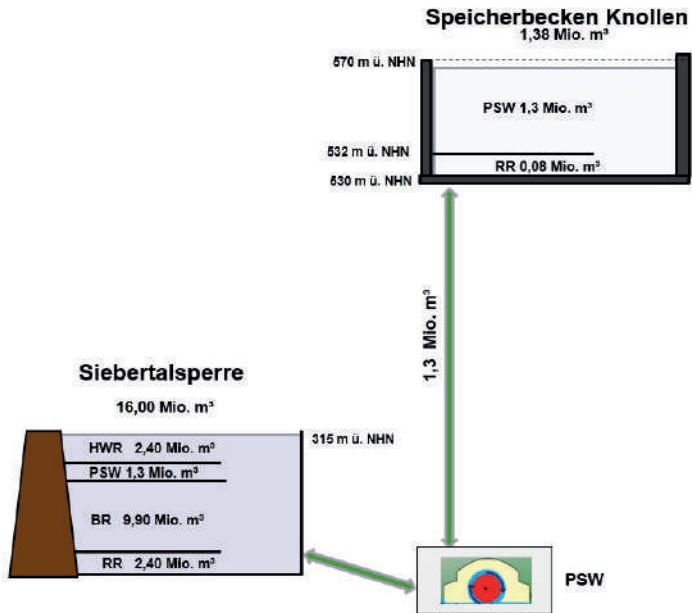 Speicherbecken Knollen
1,38 Mio. m³
570 m ü. NHN
PSW 1,3 Mio. m³
532 m ü. NHN
RR 0,08 Mio. m³
530 m ü. NHN
1,3 Mio. m³
Siebertalsperre
16,00 Mio. m³
315 m ü. NHN
HWR 2,40 Mio. m³
PSW 1,3 Mio. m³
BR 9,90 Mio. m³
RR 2,40 Mio. m³
PSW